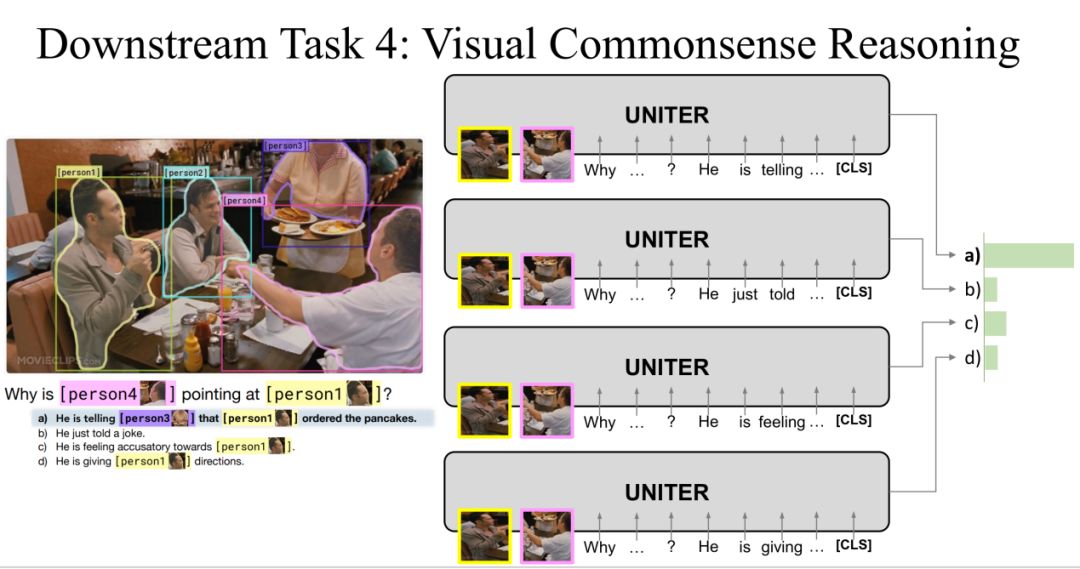 Downstream Task 4: Visual Commonsense Reasoning
[person1]
[person2]
[person3]
[person4]
MOVIECLIPS.COM
Why is [person4 ] pointing at [person1 ]?
a) He is telling [person3 ] that [person1 ] ordered the pancakes.
b) He just told a joke.
c) He is feeling accusatory towards [person1 ].
d) He is giving [person1 ] directions.
UNITER
Why ... ? He is telling ... [CLS]
UNITER
Why ... ? He just told ... [CLS]
UNITER
Why ... ? He is feeling ... [CLS]
UNITER
Why ... ? He is giving ... [CLS]
a)
b)
c)
d)